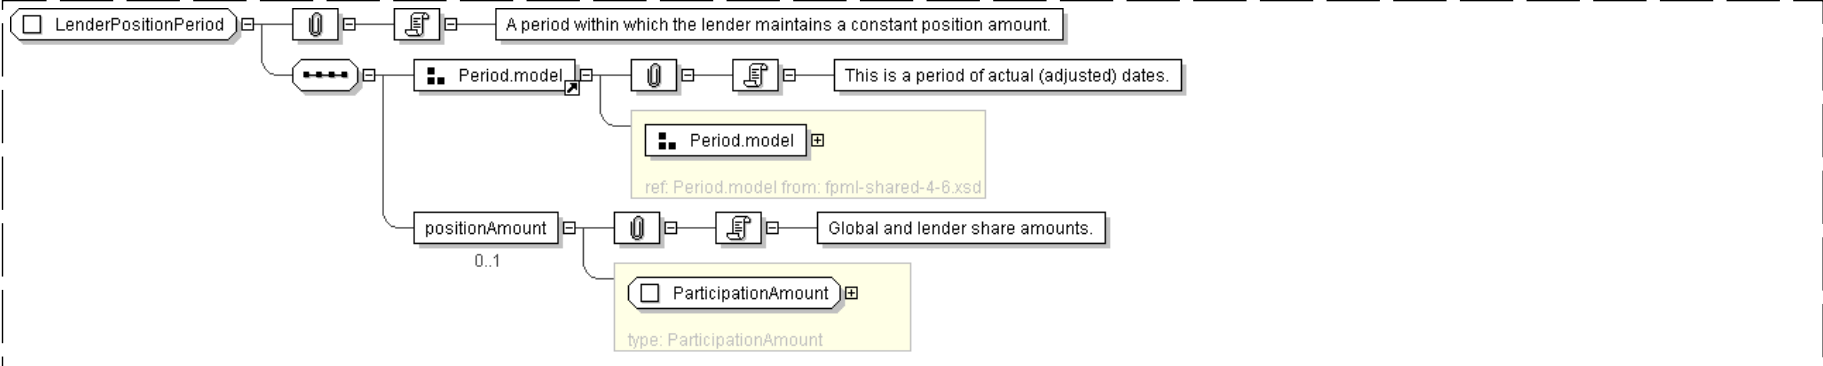 LenderPositionPeriod
A period within which the lender maintains a constant position amount.
Period.model
This is a period of actual (adjusted) dates.
Period.model
ref: Period.model from: fpml-shared-4-6.xsd
positionAmount
Global and lender share amounts.
0..1
ParticipationAmount
type: ParticipationAmount